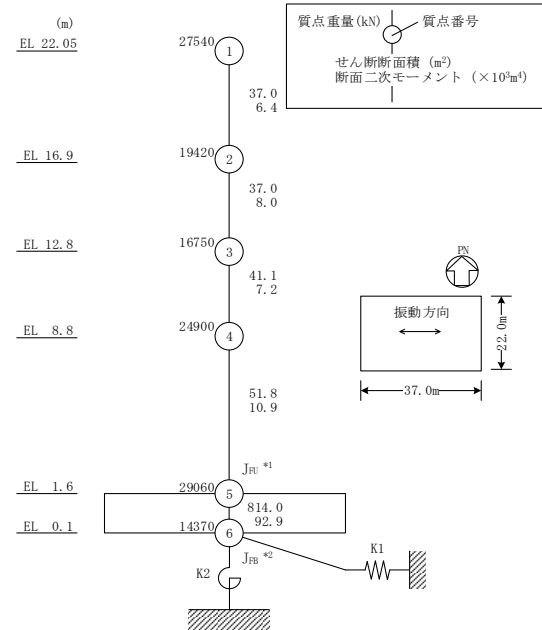 (m)
EL 22.05
27540
1
37.0
6.4
EL 16.9
19420
2
37.0
8.0
EL 12.8
16750
3
41.1
7.2
EL 8.8
24900
4
51.8
10.9
EL 1.6
29060
5
JFU *1
814.0
92.9
EL 0.1
14370
6
JFB *2
K2
K1
質点重量(kN)
質点番号
せん断断面積 (m²)
断面二次モーメント (×10³m⁴)
PN
振動方向
22.0m
37.0m